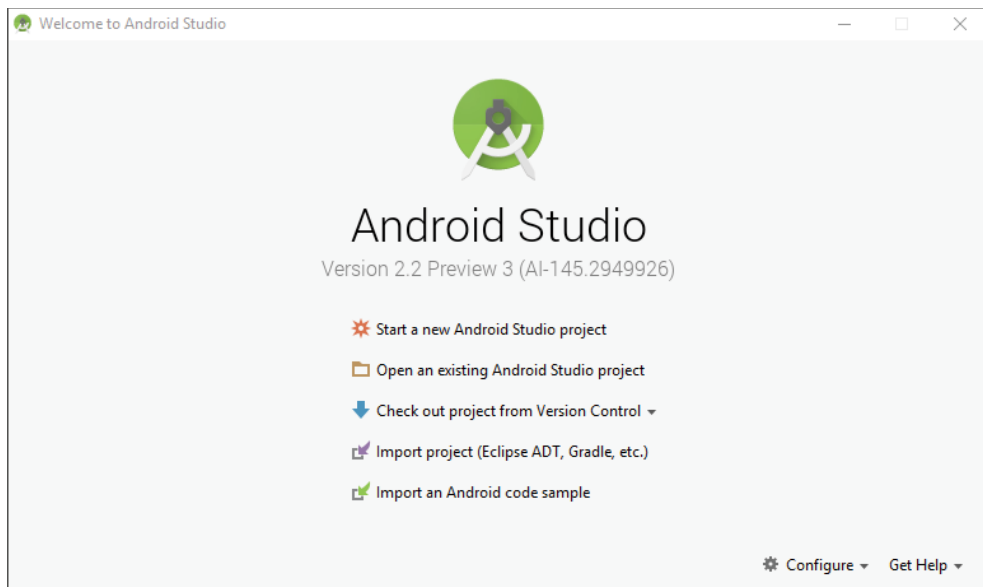 Welcome to Android Studio
Android Studio
Version 2.2 Preview 3 (AI-145.2949926)
Start a new Android Studio project
Open an existing Android Studio project
Check out project from Version Control
Import project (Eclipse ADT, Gradle, etc.)
Import an Android code sample
Configure Get Help